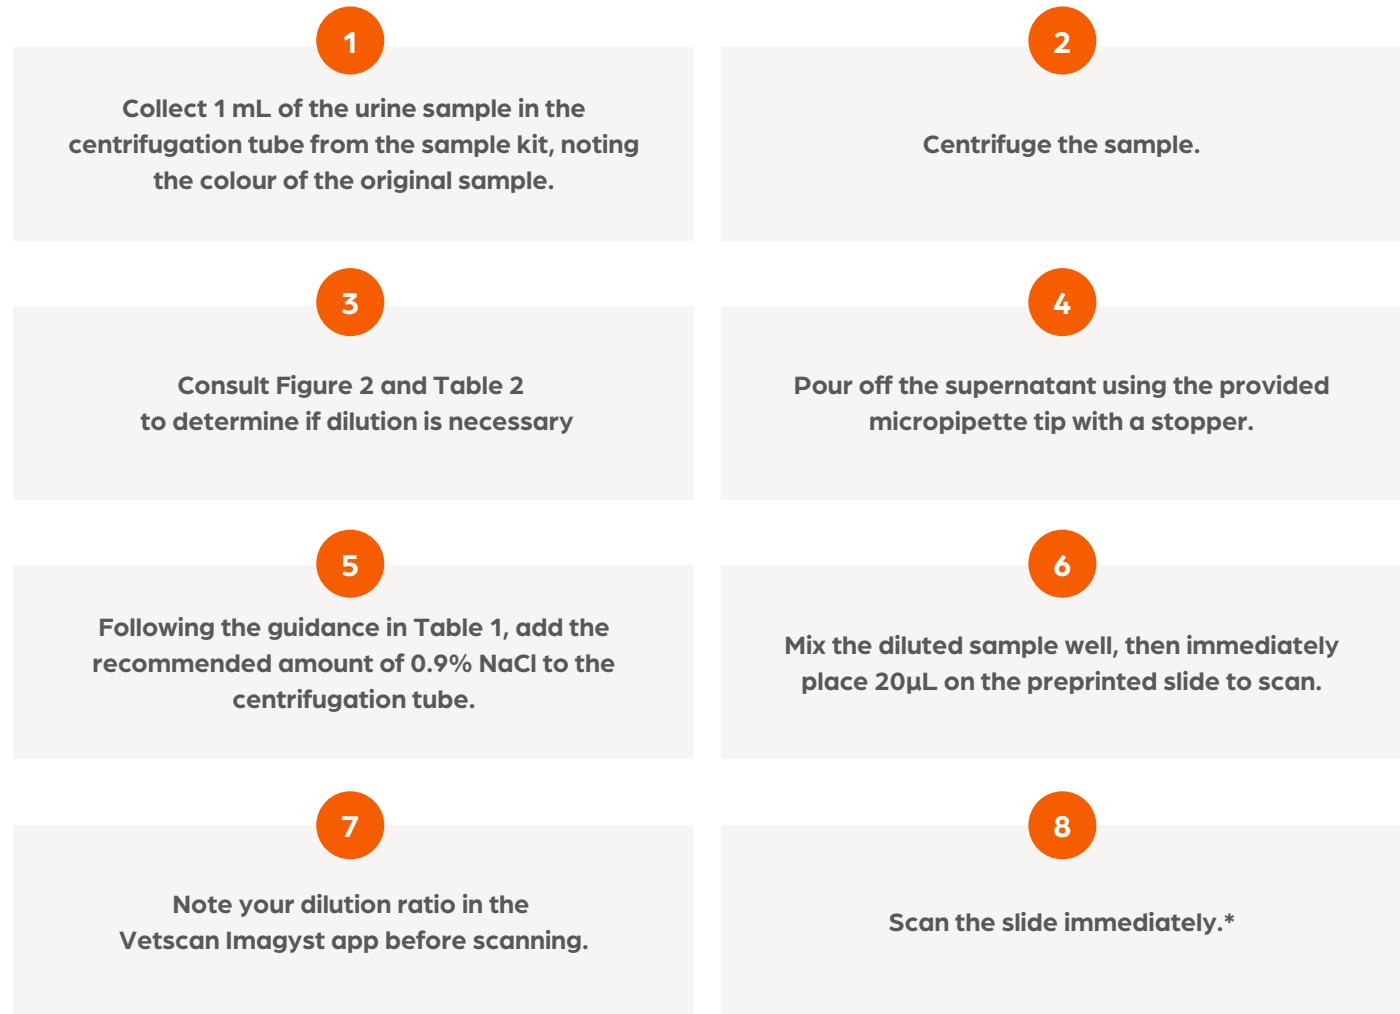 1
Collect 1 mL of the urine sample in the
centrifugation tube from the sample kit, noting
the colour of the original sample.
2
Centrifuge the sample.
3
Consult Figure 2 and Table 2
to determine if dilution is necessary
4
Pour off the supernatant using the provided
micropipette tip with a stopper.
5
Following the guidance in Table 1, add the
recommended amount of 0.9% NaCl to the
centrifugation tube.
6
Mix the diluted sample well, then immediately
place 20µL on the preprinted slide to scan.
7
Note your dilution ratio in the
Vetscan Imagyst app before scanning.
8
Scan the slide immediately.*